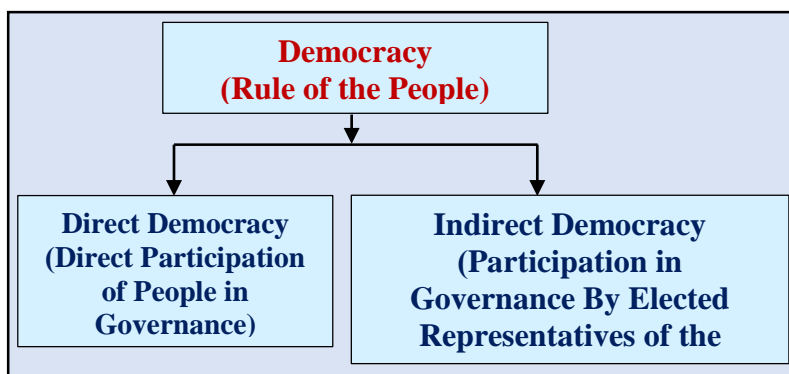 Democracy
(Rule of the People)
Direct Democracy
(Direct Participation
of People in
Governance)
Indirect Democracy
(Participation in
Governance By Elected
Representatives of the